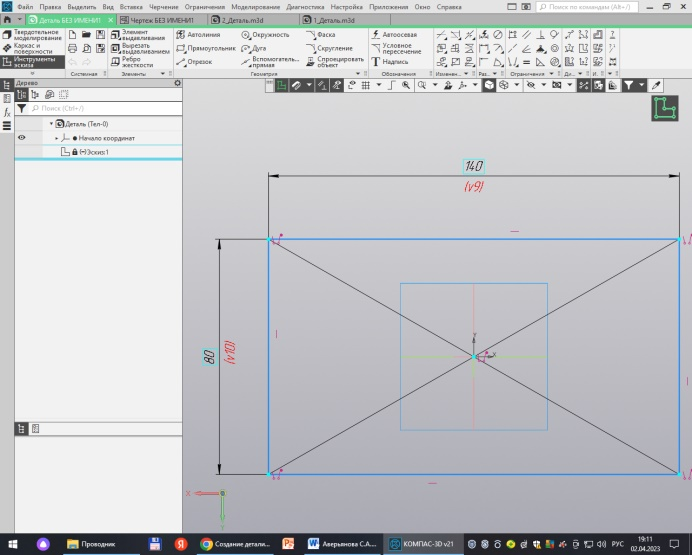 Файл Правка Выделить Вид Вставка Черчение Ограничения Моделирование Диагностика Настройка Приложения Окно Справка Поиск по командам (Alt+/)
Деталь БЕЗ ИМЕНИ1 Чертеж БЕЗ ИМЕНИ1 2_Деталь.m3d 1_Деталь.m3d
Твердотельное моделирование
Каркас и поверхности
Инструменты эскиза
Элемент выдавливания
Вырезать выдавливанием
Ребро жесткости
Автолиния Окружность Фаска Автоосевая
Прямоугольник Дуга Скругление Условное пересечение
Отрезок Вспомогатель... прямая Спроецировать объект Надпись
Системная Элементы Геометрия Обозначения Изменен... Раз... Ограничения Ди... И.
Дерево
Поиск (Ctrl+/)
Деталь (Тел-0)
Начало координат
(-)Эскиз:1
140
(v9)
80
(v10)
Y
X
X
Проводник Создание детали... Аверьянова С.А.... КОМПАС-3D v21 РУС
19:11
02.04.2023